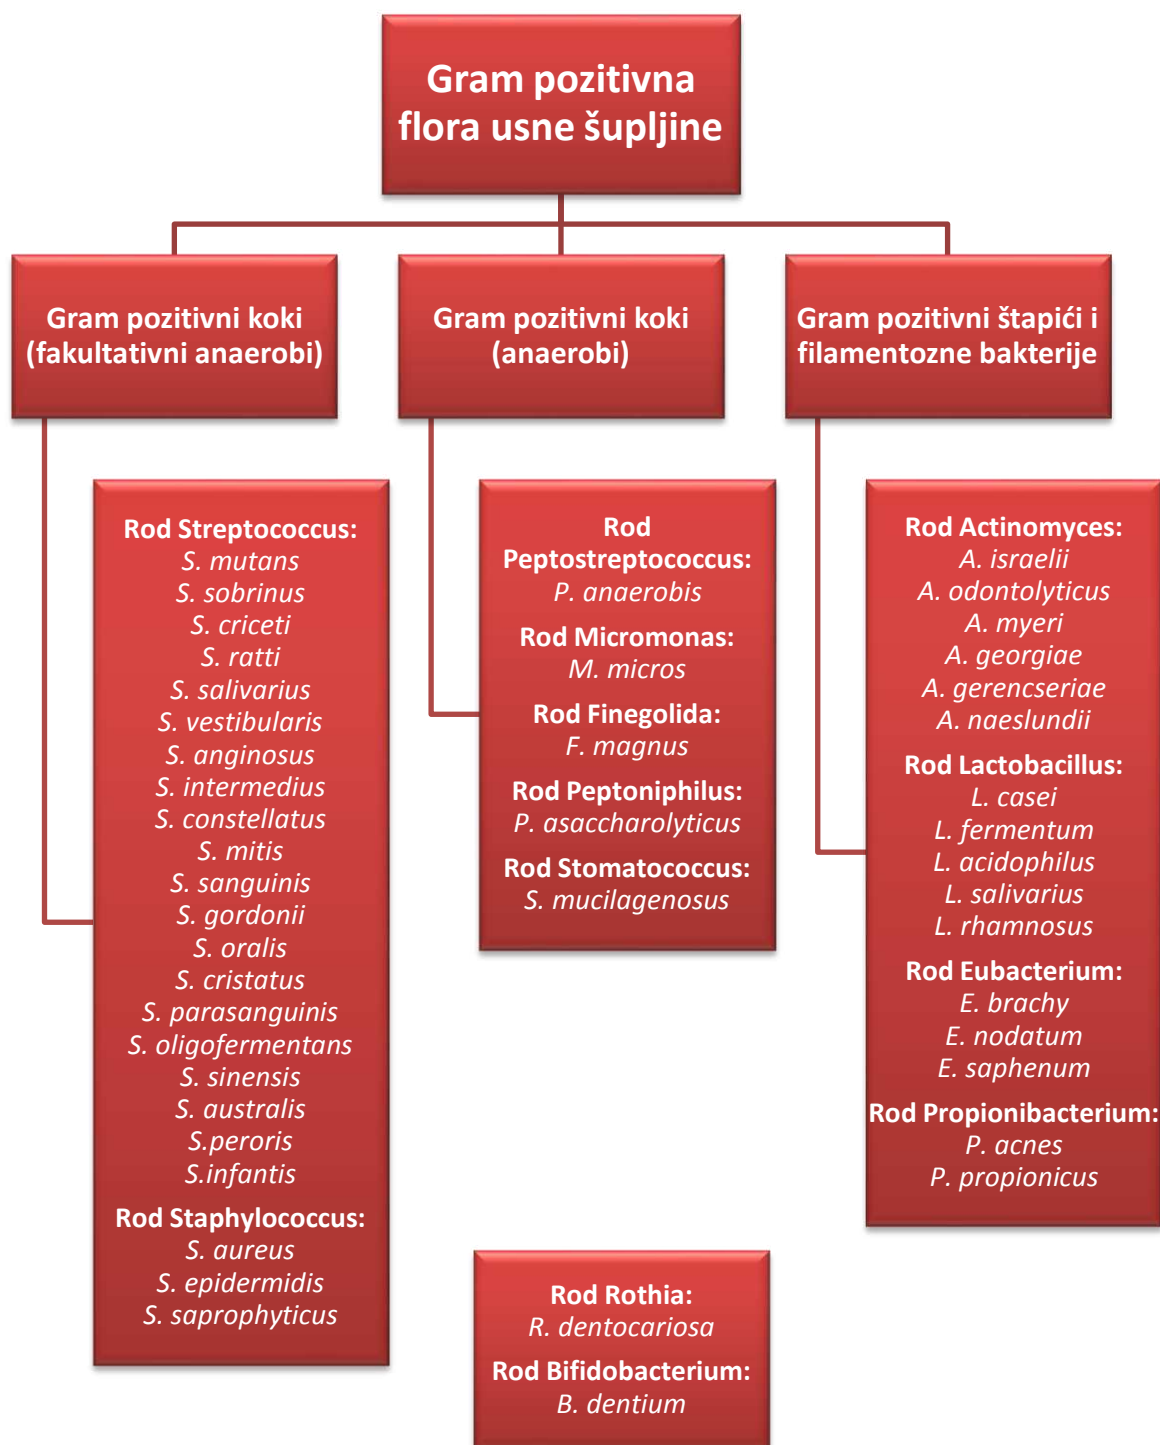 Gram pozitivna
flora usne šupljine
Gram pozitivni koki
(fakultativni anaerobi)
Gram pozitivni koki
(anaerobi)
Gram pozitivni štapići i
filamentozne bakterije
Rod Streptococcus:
S. mutans
S. sobrinus
S. criceti
S. ratti
S. salivarius
S. vestibularis
S. anginosus
S. intermedius
S. constellatus
S. mitis
S. sanguinis
S. gordonii
S. oralis
S. cristatus
S. parasanguinis
S. oligofermentans
S. sinensis
S. australis
S.peroris
S.infantis
Rod Staphylococcus:
S. aureus
S. epidermidis
S. saprophyticus
Rod
Peptostreptococcus:
P. anaerobis
Rod Micromonas:
M. micros
Rod Finegolida:
F. magnus
Rod Peptoniphilus:
P. asaccharolyticus
Rod Stomatococcus:
S. mucilagenosus
Rod Actinomyces:
A. israelii
A. odontolyticus
A. myeri
A. georgiae
A. gerencseriae
A. naeslundii
Rod Lactobacillus:
L. casei
L. fermentum
L. acidophilus
L. salivarius
L. rhamnosus
Rod Eubacterium:
E. brachy
E. nodatum
E. saphenum
Rod Propionibacterium:
P. acnes
P. propionicus
Rod Rothia:
R. dentocariosa
Rod Bifidobacterium:
B. dentium